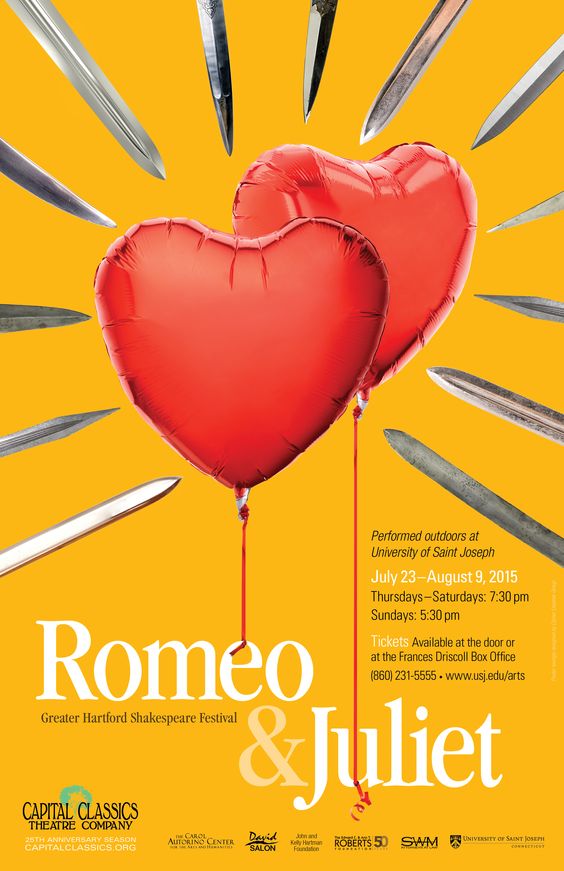 Performed outdoors at
University of Saint Joseph
July 23–August 9, 2015
Thursdays–Saturdays: 7:30 pm
Sundays: 5:30 pm
Tickets Available at the door or
at the Frances Driscoll Box Office
(860) 231-5555 • www.usj.edu/arts
Romeo
Greater Hartford Shakespeare Festival
& Juliet
CAPITAL CLASSICS
THEATRE COMPANY
25TH ANNIVERSARY SEASON
CAPITALCLASSICS.ORG
THE CAROL
AUTORINO CENTER
FOR THE ARTS AND HUMANITIES
David
SALON
John and
Kelly Hartman
Foundation
ROBERTS 50
FOUNDATION
SWM
UNIVERSITY OF SAINT JOSEPH
CONNECTICUT